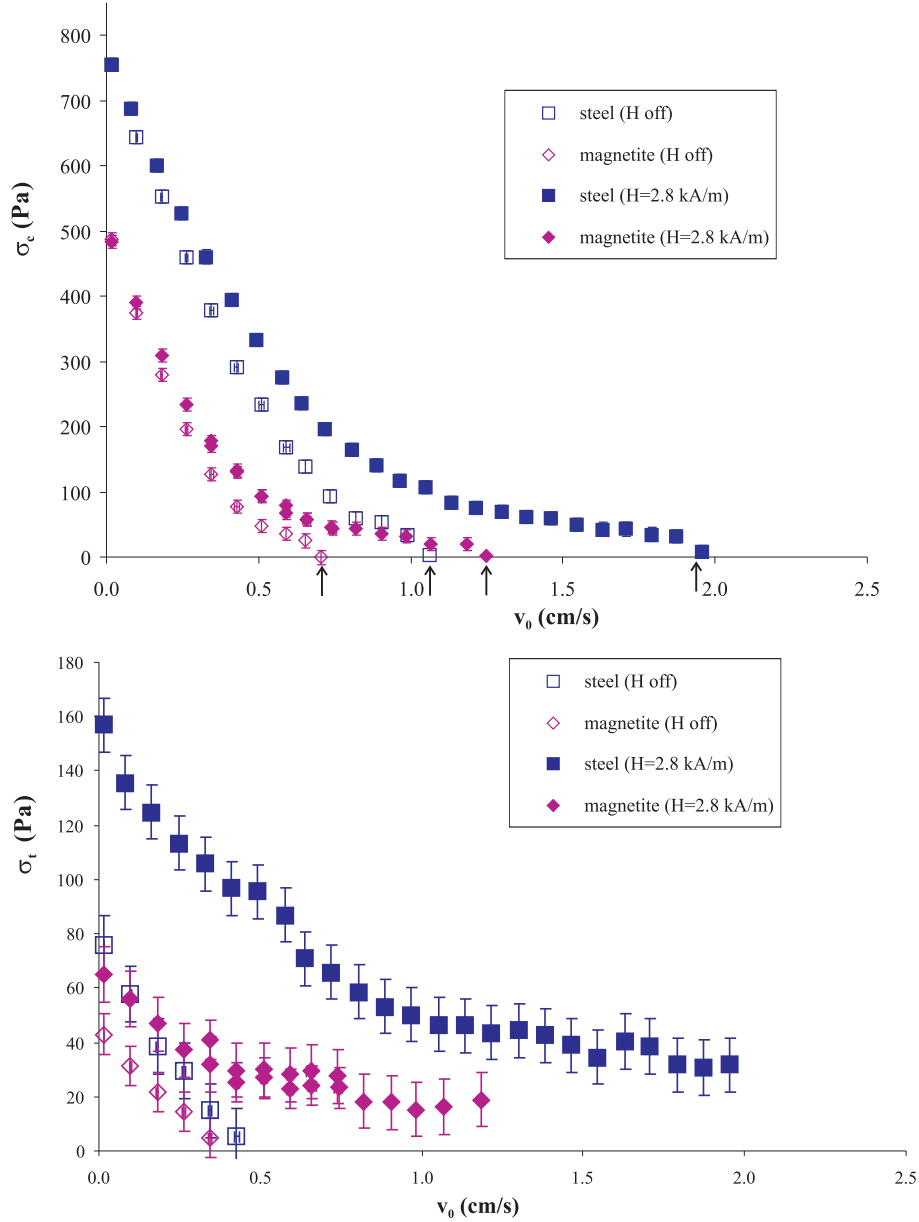 800
700
600
500
400
300
200
100
0
σc (Pa)
steel (H off)
magnetite (H off)
steel (H=2.8 kA/m)
magnetite (H=2.8 kA/m)
0.0 0.5 1.0 1.5 2.0 2.5
v0 (cm/s)
180
160
140
120
100
80
60
40
20
0
σt (Pa)
steel (H off)
magnetite (H off)
steel (H=2.8 kA/m)
magnetite (H=2.8 kA/m)
0.0 0.5 1.0 1.5 2.0 2.5
v0 (cm/s)